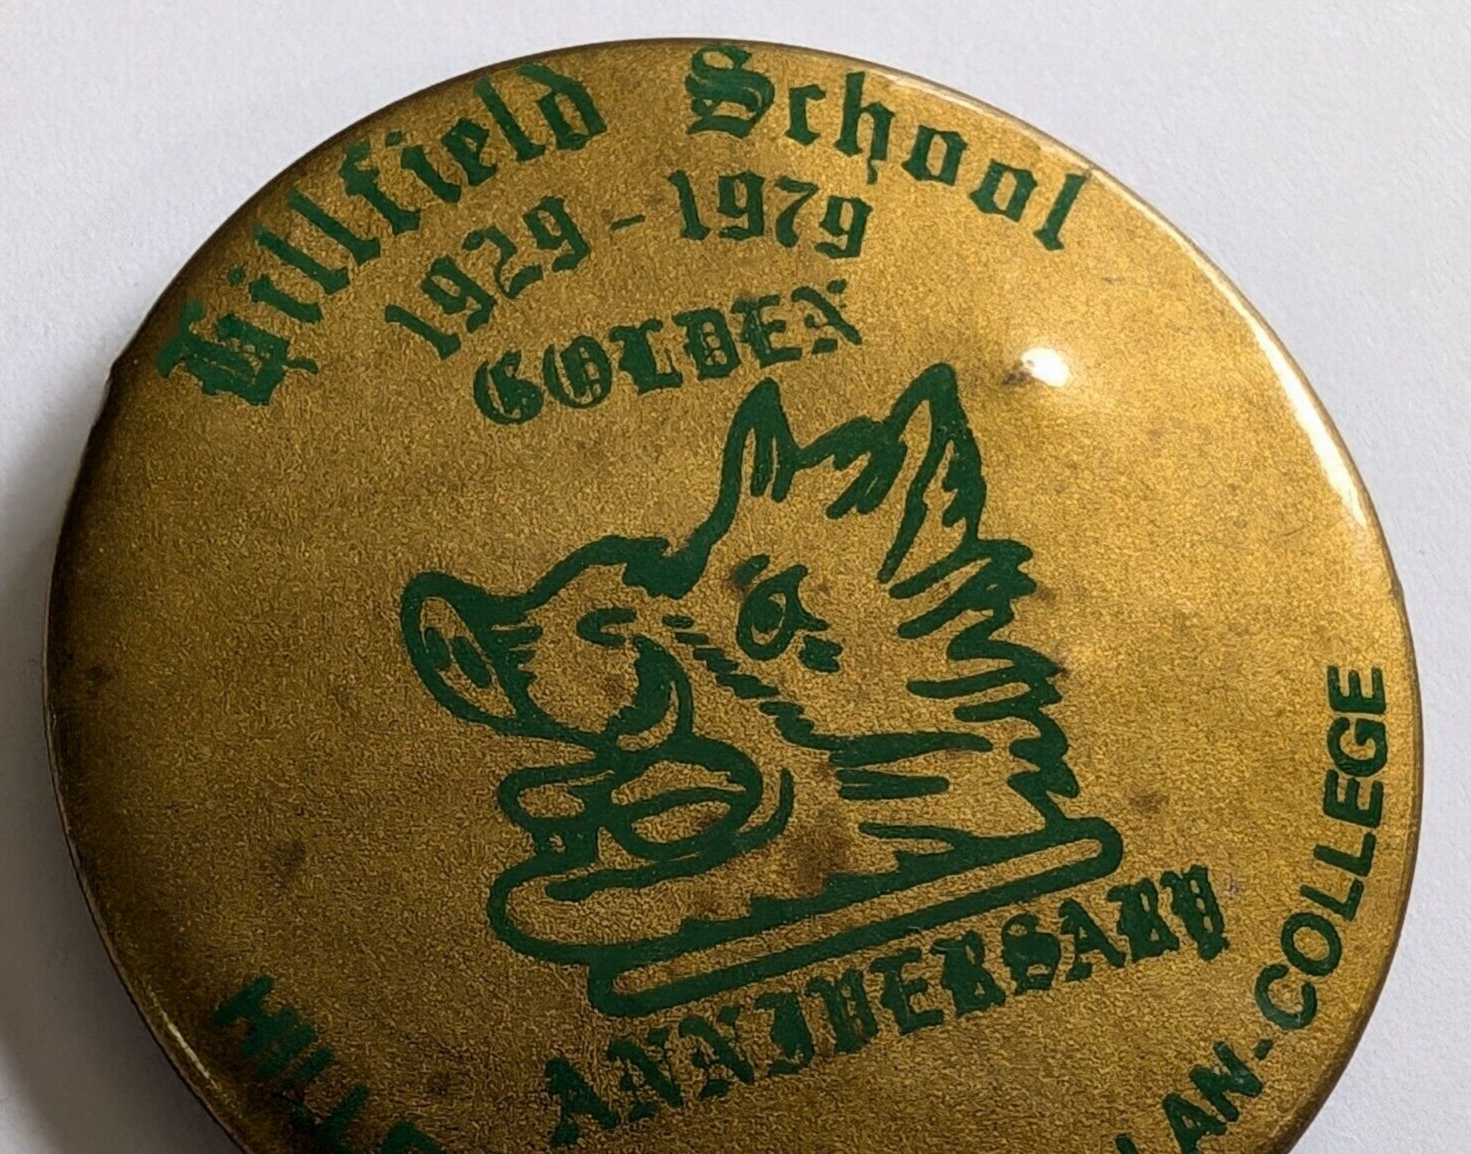 Hillfield School
1929 - 1979
GOLDEN
ANNIVERSARY
LAN-COLLEGE